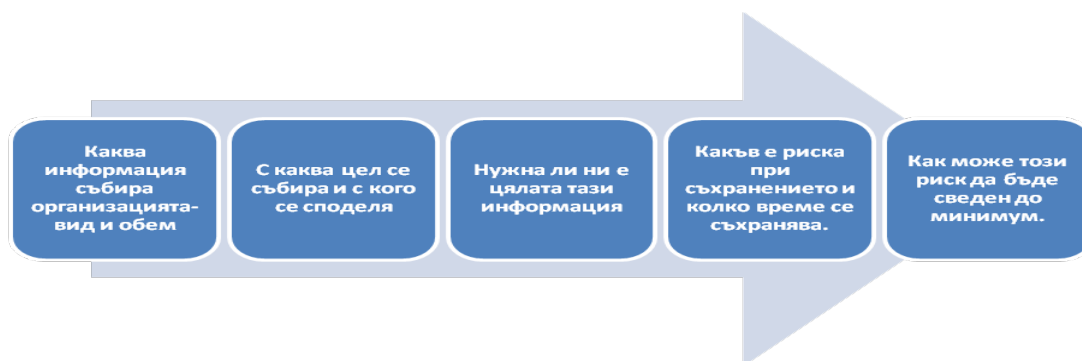 Каква
информация
събира
организацията-
вид и обем
С каква цел се
събира и с кого
се споделя
Нужна ли ни е
цялата тази
информация
Какъв е риска
при
съхранението и
колко време се
съхранява.
Как може този
риск да бъде
сведен до
минимум.